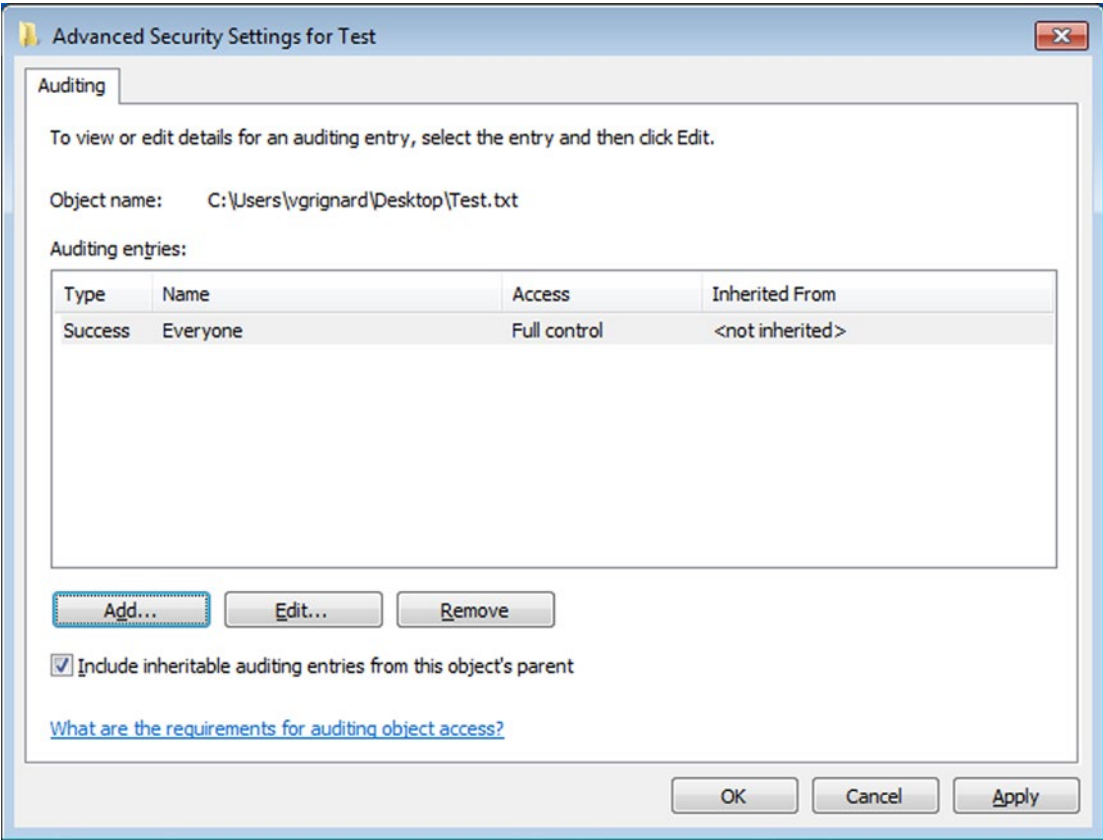 Advanced Security Settings for Test
Auditing
To view or edit details for an auditing entry, select the entry and then click Edit.
Object name: C:\Users\vgrignard\Desktop\Test.txt
Auditing entries:
Type Name Access Inherited From
Success Everyone Full control <not inherited>
Add... Edit... Remove
Include inheritable auditing entries from this object's parent
What are the requirements for auditing object access?
OK Cancel Apply